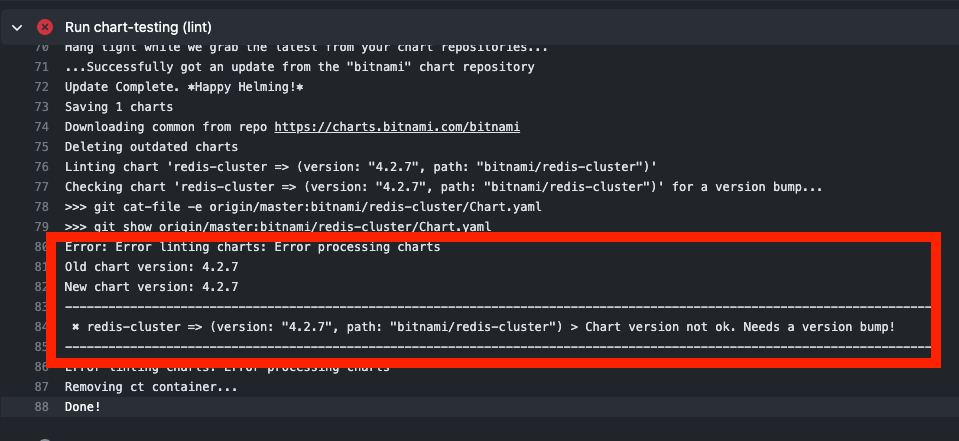 Run chart-testing (lint)
70 Hang tight while we grab the latest from your chart repositories...
71 ...Successfully got an update from the "bitnami" chart repository
72 Update Complete. ⎈Happy Helming!⎈
73 Saving 1 charts
74 Downloading common from repo https://charts.bitnami.com/bitnami
75 Deleting outdated charts
76 Linting chart 'redis-cluster => (version: "4.2.7", path: "bitnami/redis-cluster")'
77 Checking chart 'redis-cluster => (version: "4.2.7", path: "bitnami/redis-cluster")' for a version bump...
78 >>> git cat-file -e origin/master:bitnami/redis-cluster/Chart.yaml
79 >>> git show origin/master:bitnami/redis-cluster/Chart.yaml
80 Error: Error linting charts: Error processing charts
81 Old chart version: 4.2.7
82 New chart version: 4.2.7
83 ------------------------------------------------------------------------------------------------------------------------
84 ✖ redis-cluster => (version: "4.2.7", path: "bitnami/redis-cluster") > Chart version not ok. Needs a version bump!
85 ------------------------------------------------------------------------------------------------------------------------
86 Error linting charts: Error processing charts
87 Removing ct container...
88 Done!